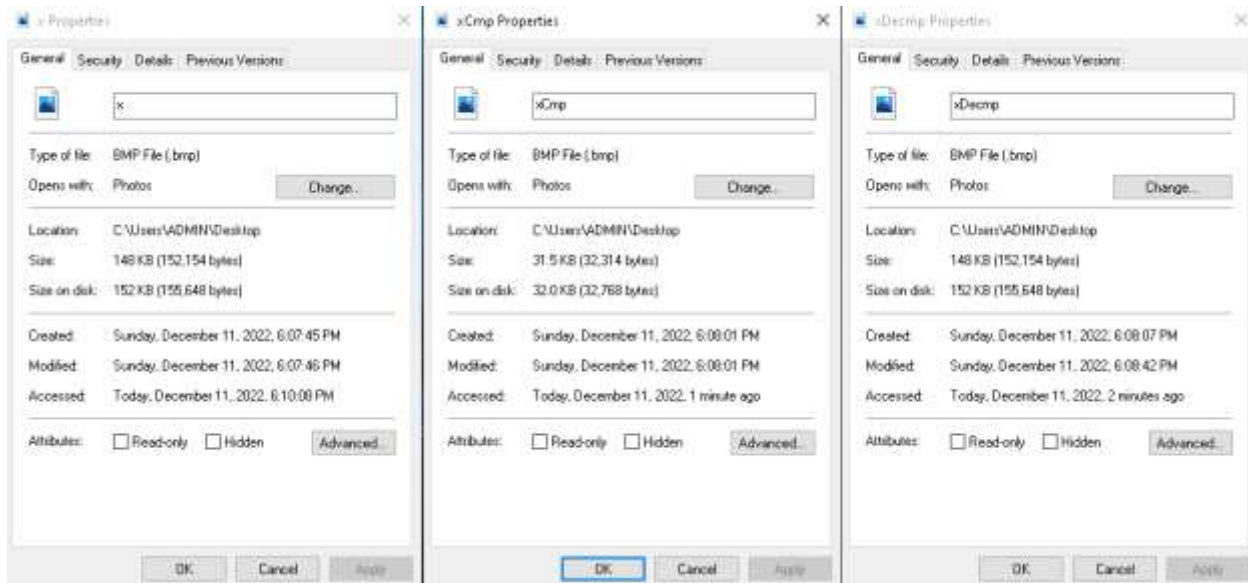 x Properties
General Security Details Previous Versions
x
Type of file: BMP File (.bmp)
Opens with: Photos Change...
Location: C:\Users\ADMIN\Desktop
Size: 148 KB (152,154 bytes)
Size on disk: 152 KB (155,648 bytes)
Created: Sunday, December 11, 2022, 6:07:45 PM
Modified: Sunday, December 11, 2022, 6:07:46 PM
Accessed: Today, December 11, 2022, 6:10:08 PM
Attributes: Read-only Hidden Advanced...
OK Cancel Apply
xCmp Properties
General Security Details Previous Versions
xCmp
Type of file: BMP File (.bmp)
Opens with: Photos Change...
Location: C:\Users\ADMIN\Desktop
Size: 31.5 KB (32,314 bytes)
Size on disk: 32.0 KB (32,768 bytes)
Created: Sunday, December 11, 2022, 6:08:01 PM
Modified: Sunday, December 11, 2022, 6:08:01 PM
Accessed: Today, December 11, 2022, 1 minute ago
Attributes: Read-only Hidden Advanced...
OK Cancel Apply
xDecmp Properties
General Security Details Previous Versions
xDecmp
Type of file: BMP File (.bmp)
Opens with: Photos Change...
Location: C:\Users\ADMIN\Desktop
Size: 148 KB (152,154 bytes)
Size on disk: 152 KB (155,648 bytes)
Created: Sunday, December 11, 2022, 6:08:07 PM
Modified: Sunday, December 11, 2022, 6:08:42 PM
Accessed: Today, December 11, 2022, 2 minutes ago
Attributes: Read-only Hidden Advanced...
OK Cancel Apply